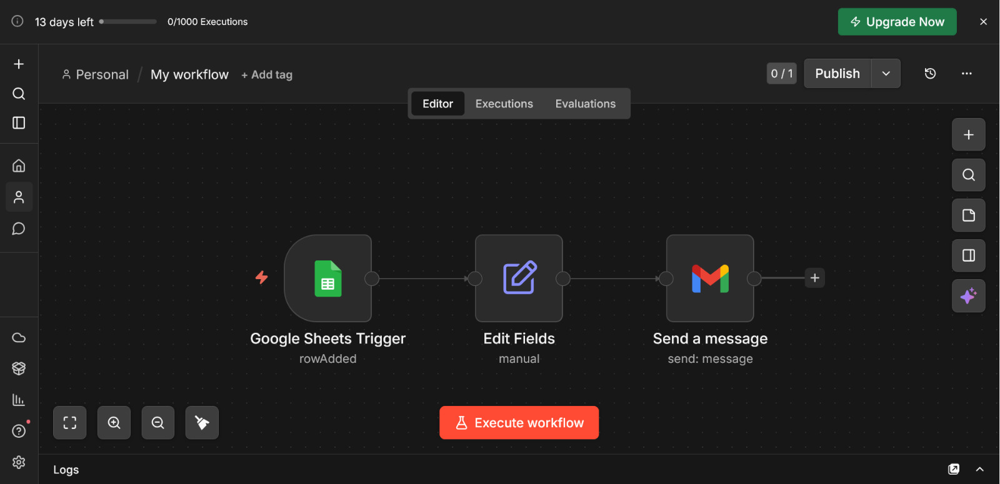 13 days left 0/1000 Executions Upgrade Now
Personal / My workflow + Add tag 0 / 1 Publish
Editor Executions Evaluations
Google Sheets Trigger Edit Fields Send a message
rowAdded manual send: message
Execute workflow
Logs